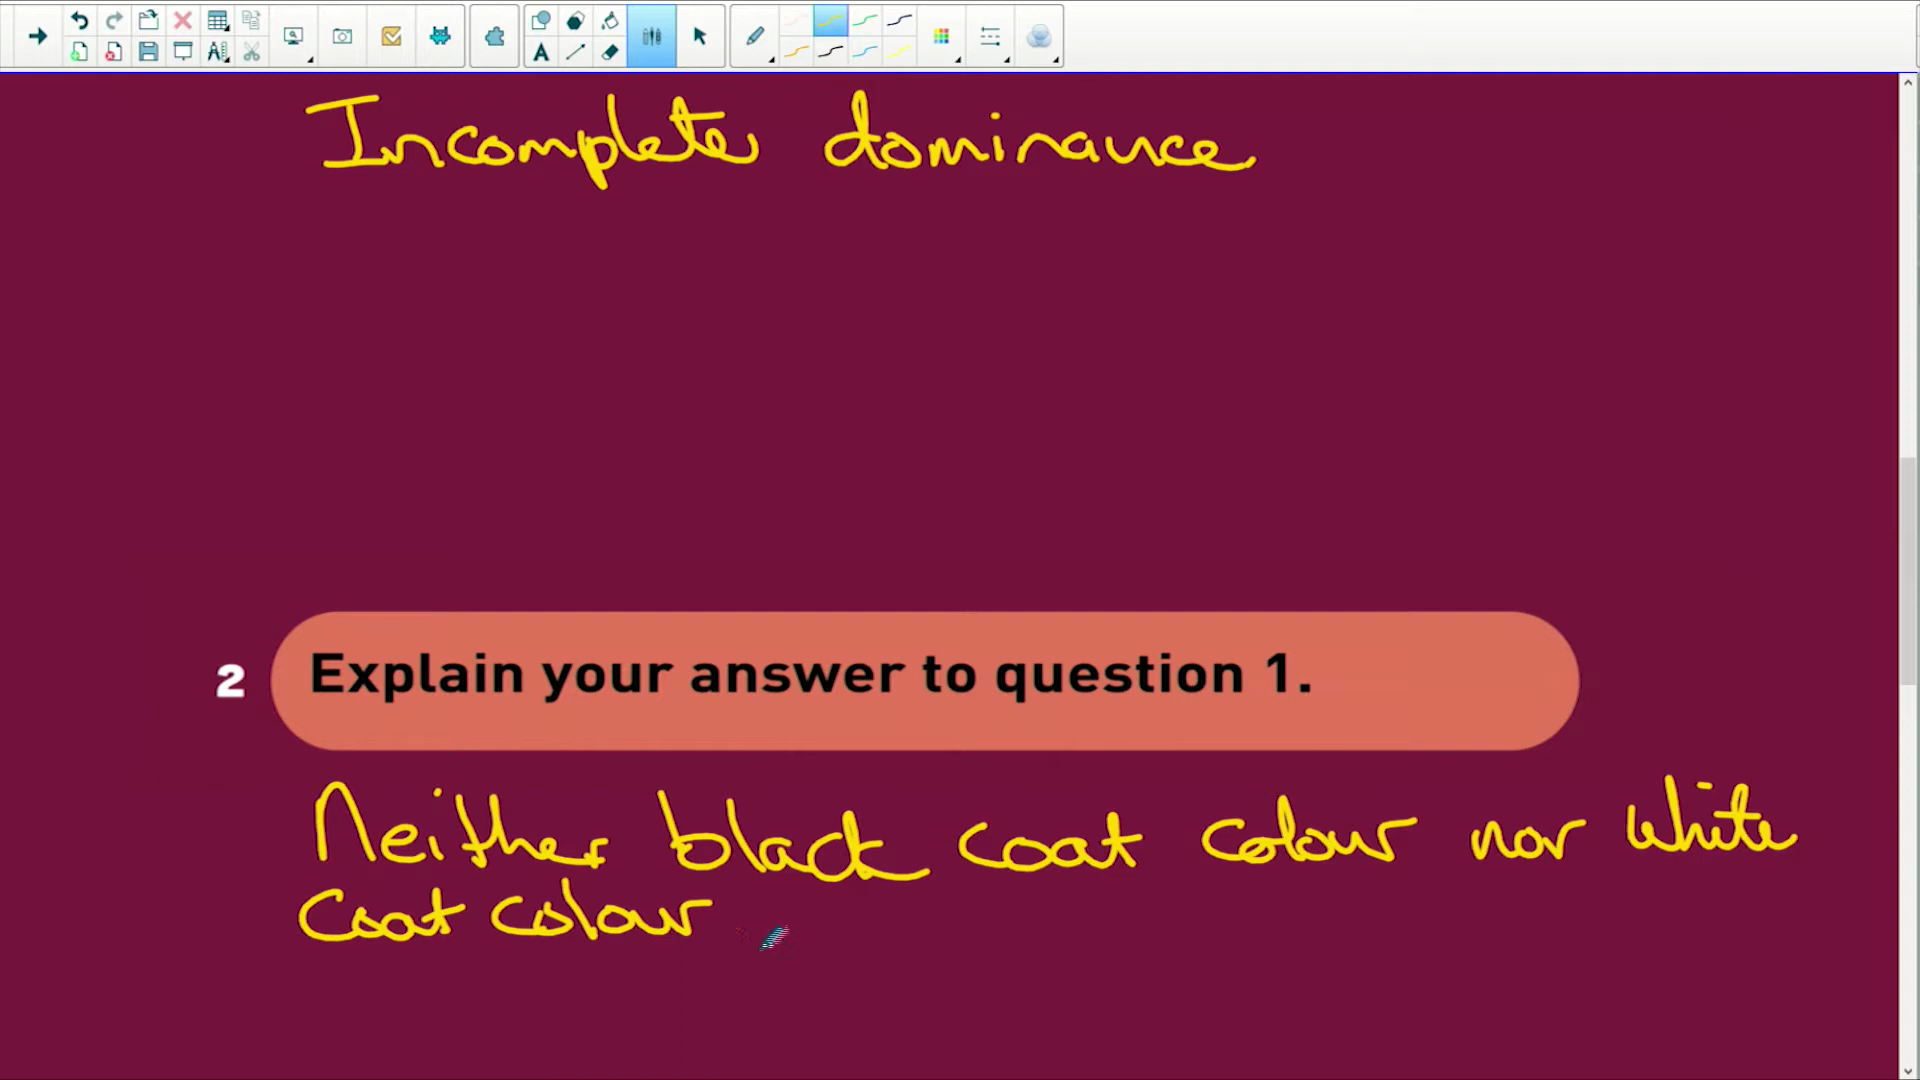 Incomplete dominance
2 Explain your answer to question 1.
Neither black coat colour nor white
coat colour